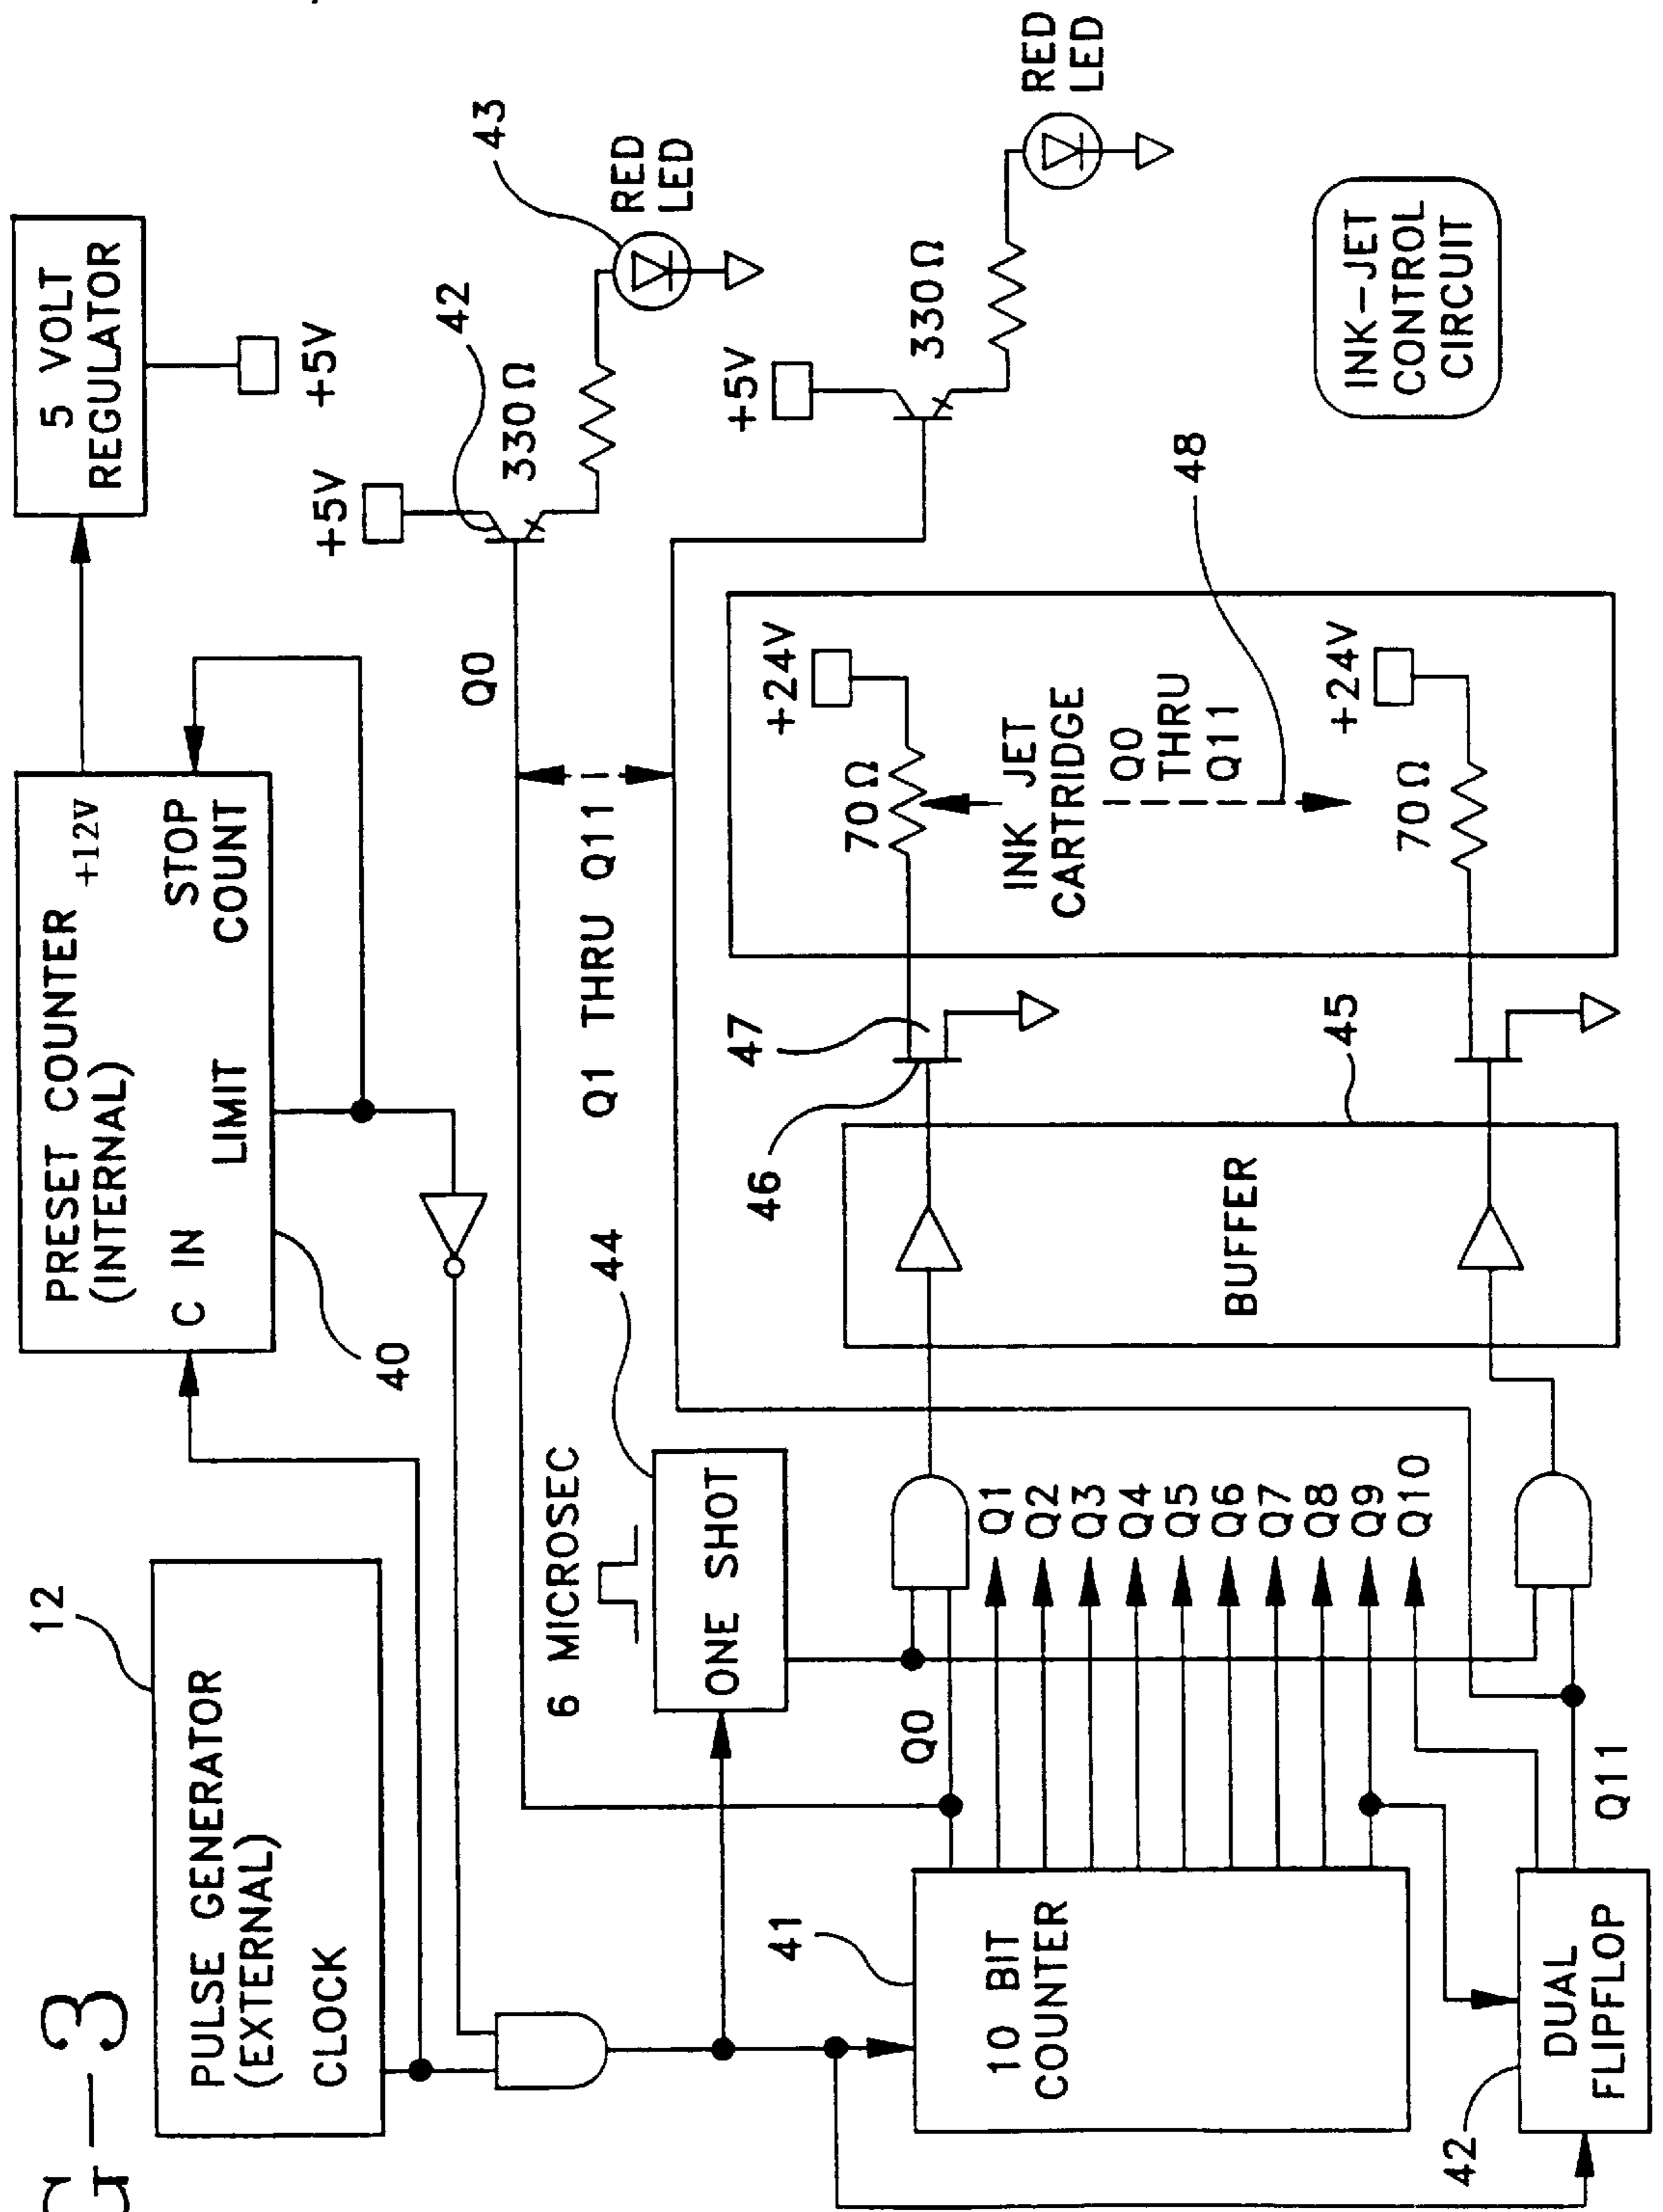 G-3
12
PULSE GENERATOR
(EXTERNAL)
CLOCK
PRESET COUNTER
(INTERNAL)
+12V
C IN
STOP
COUNT
LIMIT
40
5 VOLT
REGULATOR
+5V
+5V
42
330Ω
43
RED
LED
Q0
6 MICROSEC
44
ONE SHOT
Q1 THRU Q11
+5V
330Ω
RED
LED
41
10 BIT
COUNTER
Q0
Q1
Q2
Q3
Q4
Q5
Q6
Q7
Q8
Q9
Q10
Q11
42
DUAL
FLIPFLOP
BUFFER
45
46
47
+24V
70Ω
INK JET
CARTRIDGE
Q0
THRU
Q11
48
+24V
70Ω
INK-JET
CONTROL
CIRCUIT